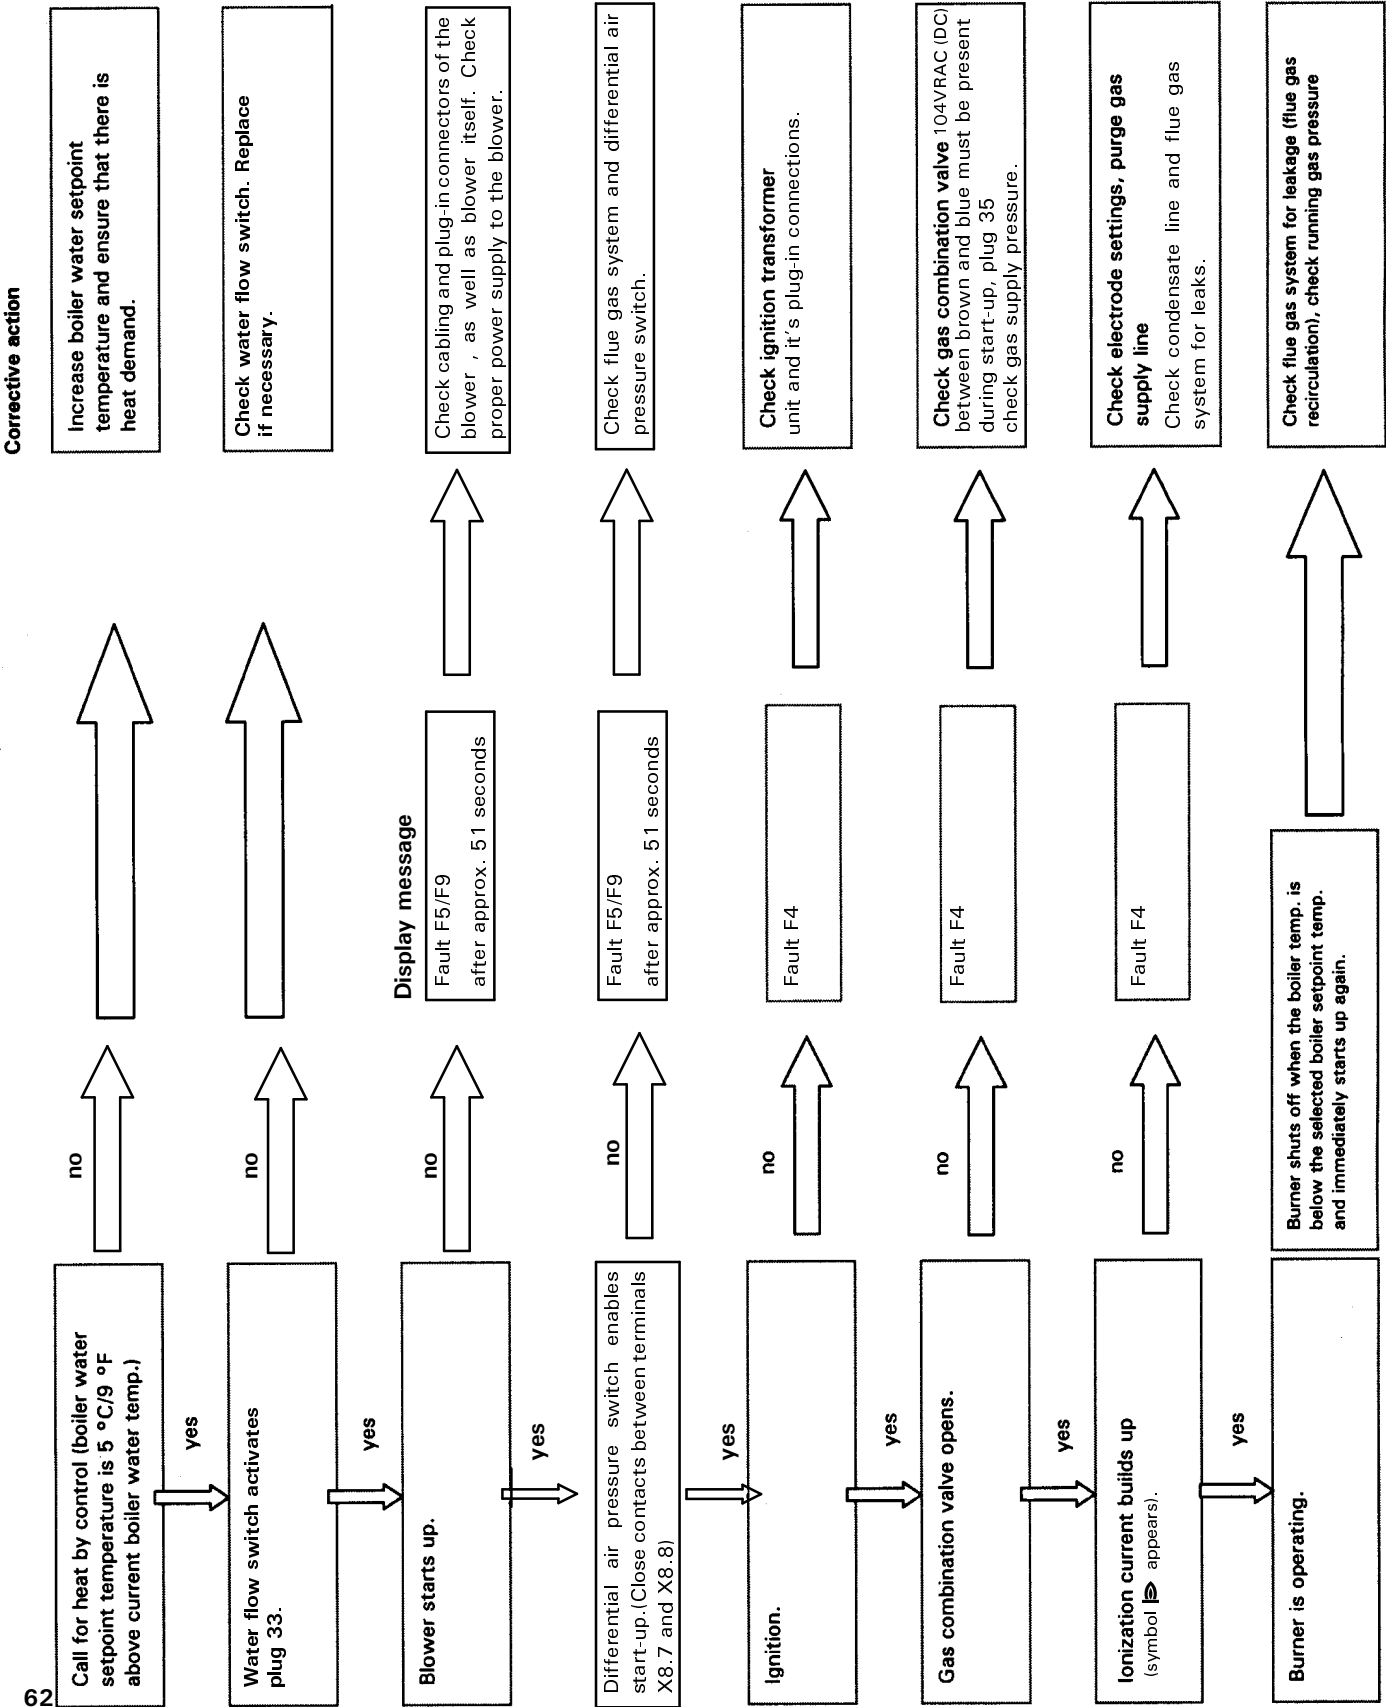 62
Corrective action
Call for heat by control (boiler water
setpoint temperature is 5 °C/9 °F
above current boiler water temp.)
no
Increase boiler water setpoint
temperature and ensure that there is
heat demand.
yes
Water flow switch activates
plug 33.
no
Check water flow switch. Replace
if necessary.
yes
Display message
Blower starts up.
no
Fault F5/F9
after approx. 51 seconds
Check cabling and plug-in connectors of the
blower , as well as blower itself. Check
proper power supply to the blower.
yes
Differential air pressure switch enables
start-up.(Close contacts between terminals
X8.7 and X8.8)
no
Fault F5/F9
after approx. 51 seconds
Check flue gas system and differential air
pressure switch.
yes
Ignition.
no
Fault F4
Check ignition transformer
unit and it's plug-in connections.
yes
Gas combination valve opens.
no
Fault F4
Check gas combination valve 104VRAC (DC)
between brown and blue must be present
during start-up, plug 35
check gas supply pressure.
yes
Ionization current builds up
(symbol appears).
no
Fault F4
Check electrode settings, purge gas
supply line
Check condensate line and flue gas
system for leaks.
yes
Burner is operating.
Burner shuts off when the boiler temp. is
below the selected boiler setpoint temp.
and immediately starts up again.
Check flue gas system for leakage (flue gas
recirculation), check running gas pressure